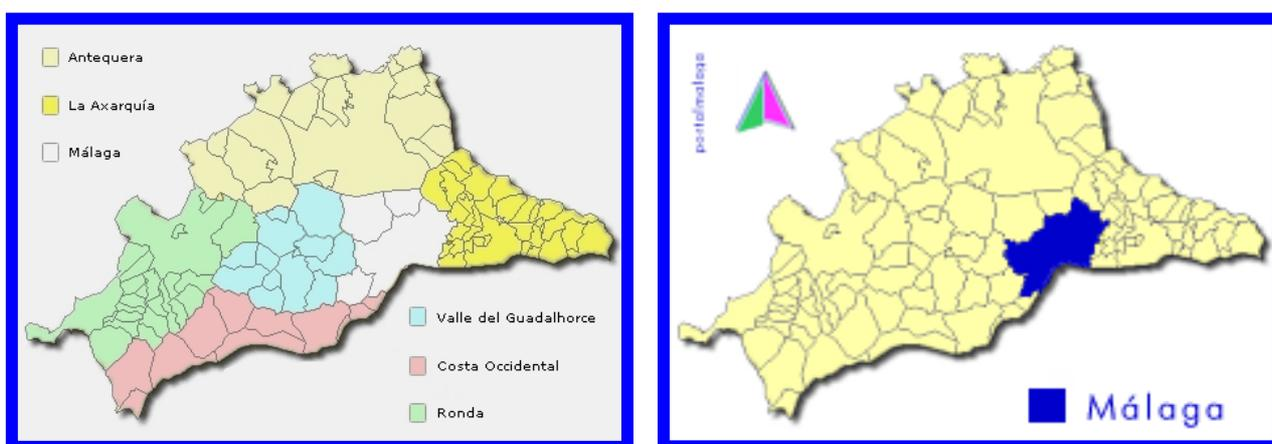 Antequera
La Axarquía
Málaga
Valle del Guadalhorce
Costa Occidental
Ronda
portalmalaga
Málaga